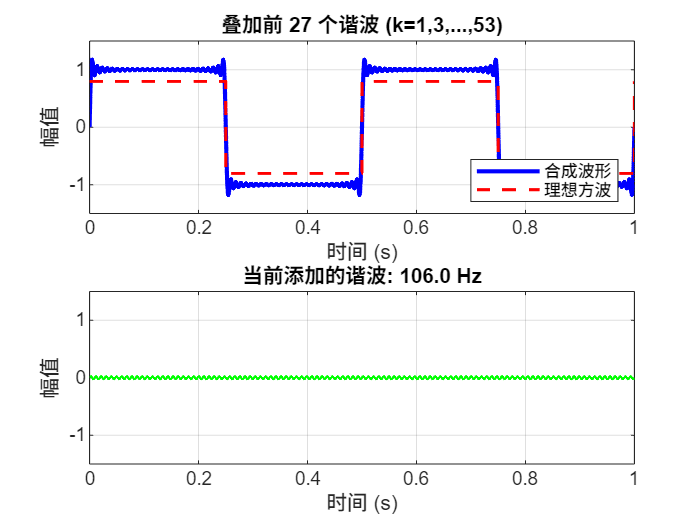 叠加前 27 个谐波 (k=1,3,...,53)
幅值
1
0
-1
合成波形
理想方波
0 0.2 0.4 0.6 0.8 1
时间 (s)
当前添加的谐波: 106.0 Hz
幅值
1
0
-1
0 0.2 0.4 0.6 0.8 1
时间 (s)